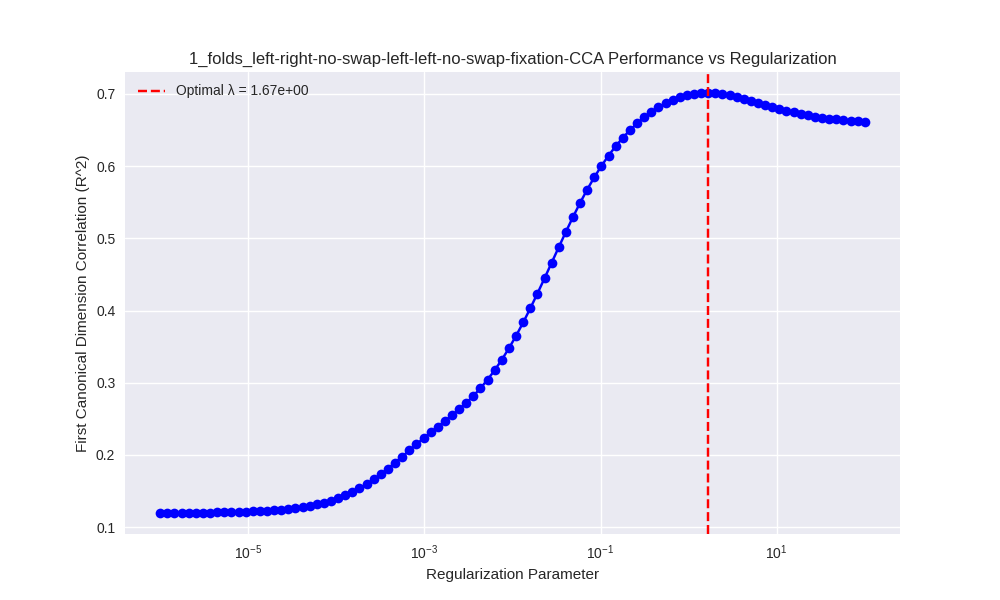 1_folds_left-right-no-swap-left-left-no-swap-fixation-CCA Performance vs Regularization
Optimal λ = 1.67e+00
First Canonical Dimension Correlation (R^2)
0.7
0.6
0.5
0.4
0.3
0.2
0.1
10⁻⁵
10⁻³
10⁻¹
10¹
Regularization Parameter